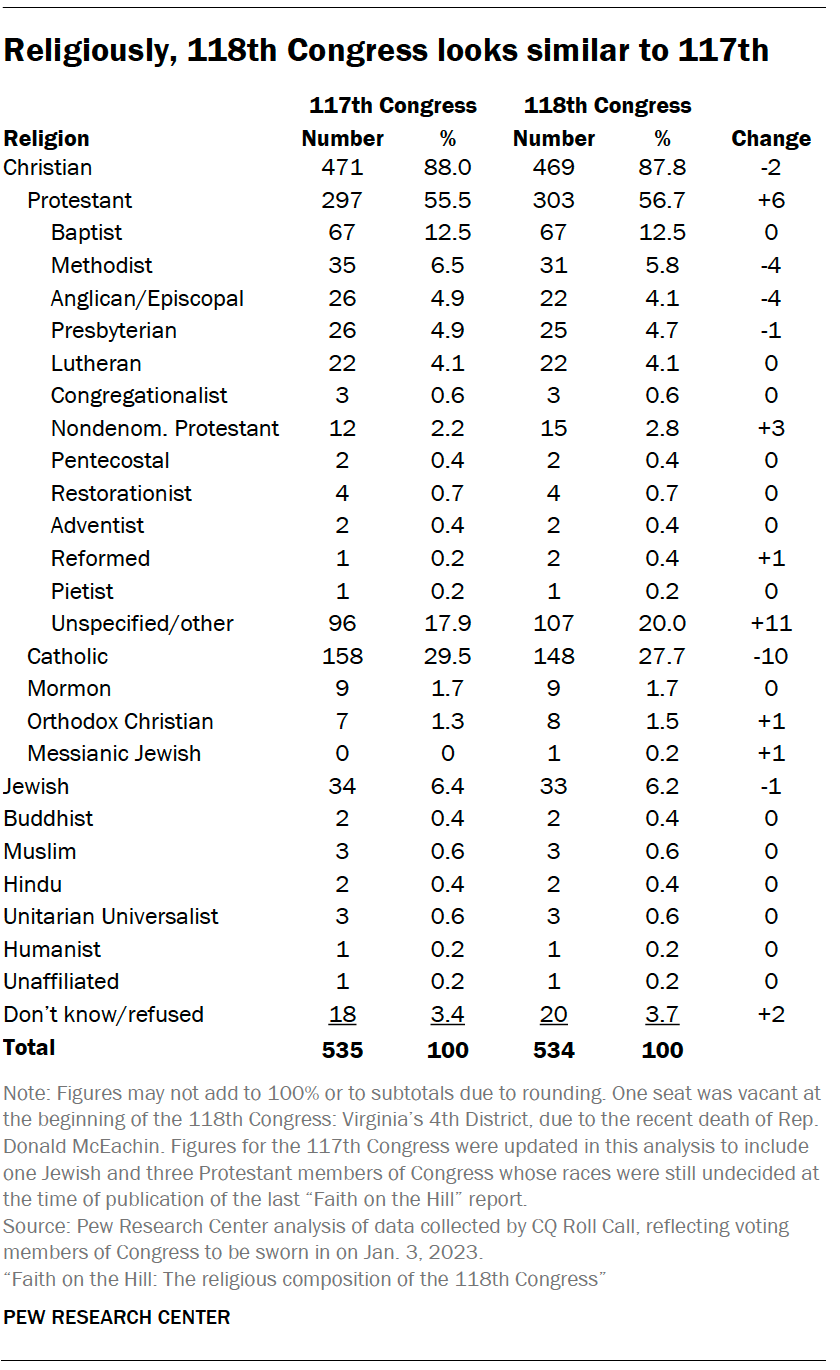 Religiously, 118th Congress looks similar to 117th
117th Congress 118th Congress
Religion Number % Number % Change
Christian 471 88.0 469 87.8 -2
Protestant 297 55.5 303 56.7 +6
Baptist 67 12.5 67 12.5 0
Methodist 35 6.5 31 5.8 -4
Anglican/Episcopal 26 4.9 22 4.1 -4
Presbyterian 26 4.9 25 4.7 -1
Lutheran 22 4.1 22 4.1 0
Congregationalist 3 0.6 3 0.6 0
Nondenom. Protestant 12 2.2 15 2.8 +3
Pentecostal 2 0.4 2 0.4 0
Restorationist 4 0.7 4 0.7 0
Adventist 2 0.4 2 0.4 0
Reformed 1 0.2 2 0.4 +1
Pietist 1 0.2 1 0.2 0
Unspecified/other 96 17.9 107 20.0 +11
Catholic 158 29.5 148 27.7 -10
Mormon 9 1.7 9 1.7 0
Orthodox Christian 7 1.3 8 1.5 +1
Messianic Jewish 0 0 1 0.2 +1
Jewish 34 6.4 33 6.2 -1
Buddhist 2 0.4 2 0.4 0
Muslim 3 0.6 3 0.6 0
Hindu 2 0.4 2 0.4 0
Unitarian Universalist 3 0.6 3 0.6 0
Humanist 1 0.2 1 0.2 0
Unaffiliated 1 0.2 1 0.2 0
Don’t know/refused 18 3.4 20 3.7 +2
Total 535 100 534 100
Note: Figures may not add to 100% or to subtotals due to rounding. One seat was vacant at
the beginning of the 118th Congress: Virginia’s 4th District, due to the recent death of Rep.
Donald McEachin. Figures for the 117th Congress were updated in this analysis to include
one Jewish and three Protestant members of Congress whose races were still undecided at
the time of publication of the last “Faith on the Hill” report.
Source: Pew Research Center analysis of data collected by CQ Roll Call, reflecting voting
members of Congress to be sworn in on Jan. 3, 2023.
“Faith on the Hill: The religious composition of the 118th Congress”
PEW RESEARCH CENTER